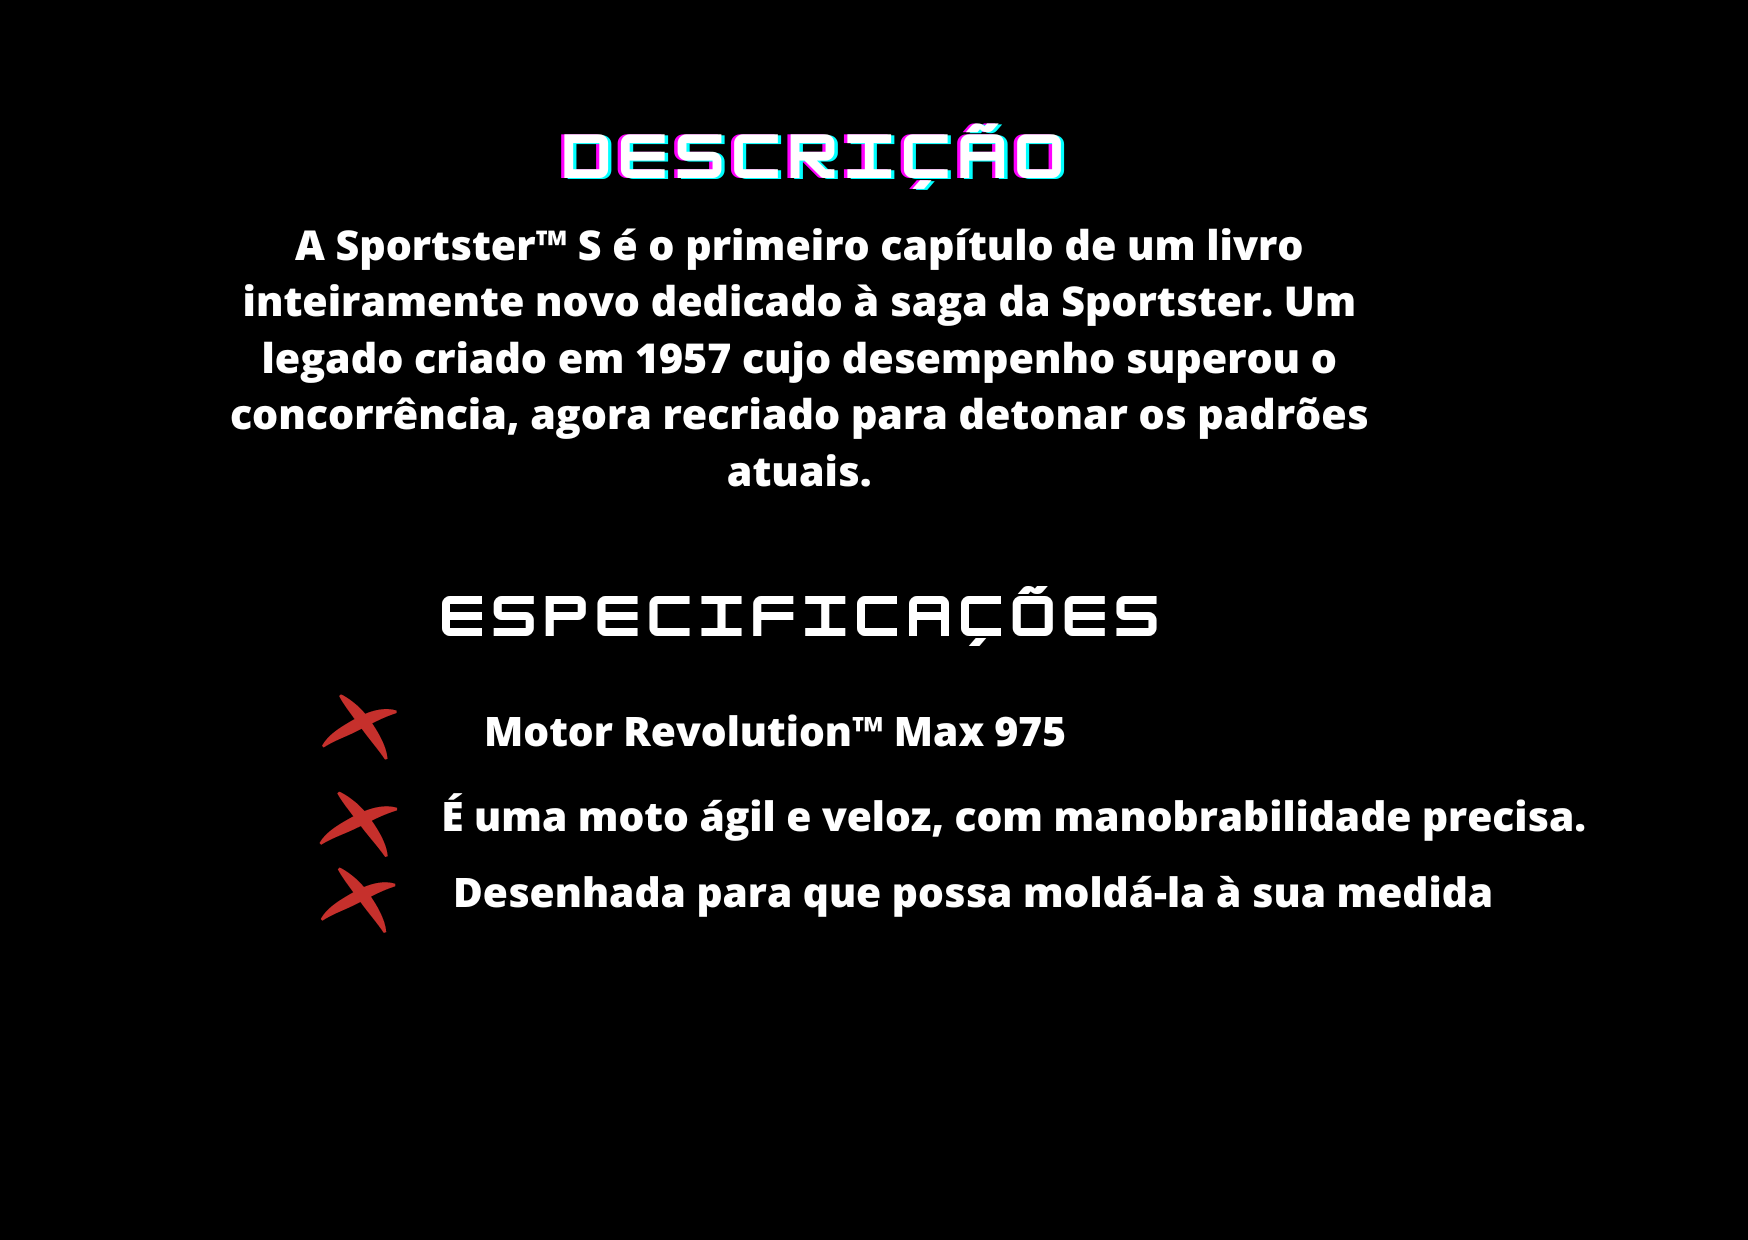 DESCRIÇÃO
A Sportster™ S é o primeiro capítulo de um livro
inteiramente novo dedicado à saga da Sportster. Um
legado criado em 1957 cujo desempenho superou o
concorrência, agora recriado para detonar os padrões
atuais.
ESPECIFICAÇÕES
Motor Revolution™ Max 975
É uma moto ágil e veloz, com manobrabilidade precisa.
Desenhada para que possa moldá-la à sua medida